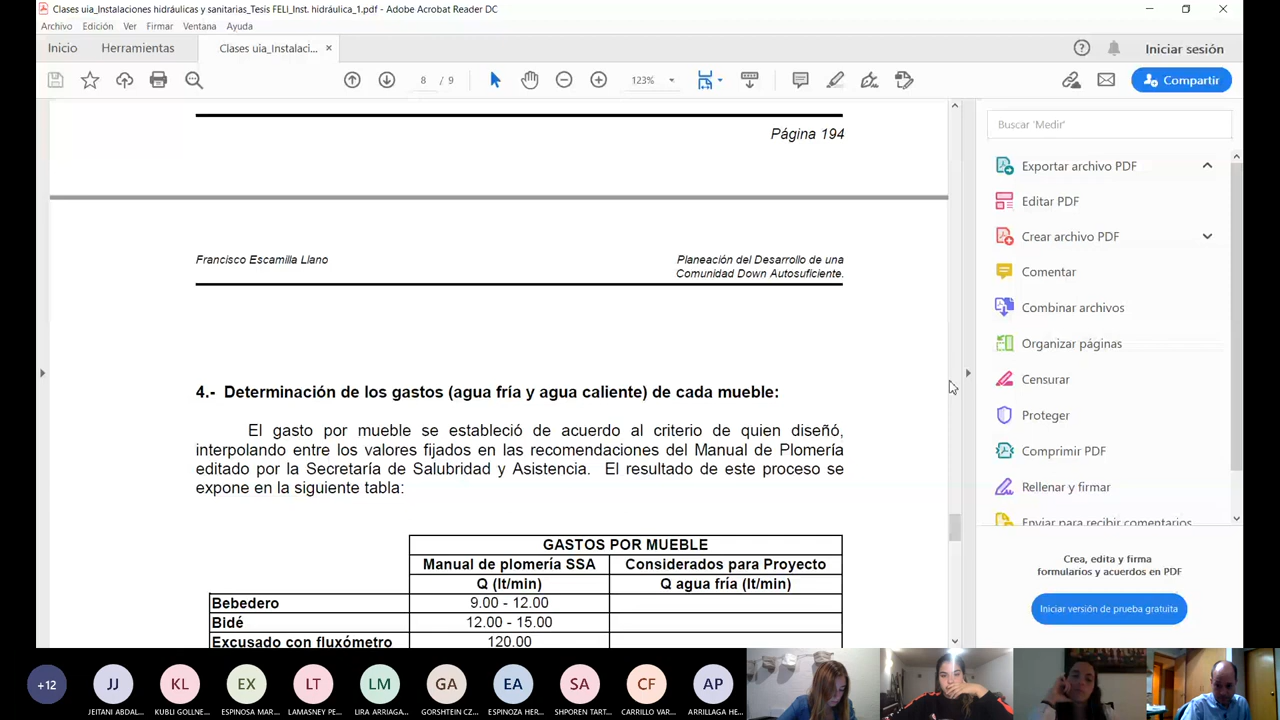 Clases uia_Instalaciones hidráulicas y sanitarias_Tesis FELI_Inst. hidráulica_1.pdf - Adobe Acrobat Reader DC
Archivo Edición Ver Firmar Ventana Ayuda
Inicio Herramientas Clases uia_Instalaci... × Iniciar sesión
8 / 9 123% Compartir
Página 194
Francisco Escamilla Llano
Planeación del Desarrollo de una
Comunidad Down Autosuficiente.
4.- Determinación de los gastos (agua fría y agua caliente) de cada mueble:
El gasto por mueble se estableció de acuerdo al criterio de quien diseñó,
interpolando entre los valores fijados en las recomendaciones del Manual de Plomería
editado por la Secretaría de Salubridad y Asistencia. El resultado de este proceso se
expone en la siguiente tabla:
GASTOS POR MUEBLE
Manual de plomería SSA Considerados para Proyecto
Q (lt/min) Q agua fría (lt/min)
Bebedero 9.00 - 12.00
Bidé 12.00 - 15.00
Excusado con fluxómetro 120.00
Buscar 'Medir'
Exportar archivo PDF
Editar PDF
Crear archivo PDF
Comentar
Combinar archivos
Organizar páginas
Censurar
Proteger
Comprimir PDF
Rellenar y firmar
Enviar para recibir comentarios
Crea, edita y firma
formularios y acuerdos en PDF
Iniciar versión de prueba gratuita
+12 JJ KL EX LT LM GA EA SA CF AP
JEITANI ABDAL... KUBLI GOLLNE... ESPINOSA MAR... LAMASNEY PE... LIRA ARRIAGA... GORSHTEIN CZ... ESPINOZA HER... SHPOREN TART... CARRILLO VAR... ARRILLAGA HE...